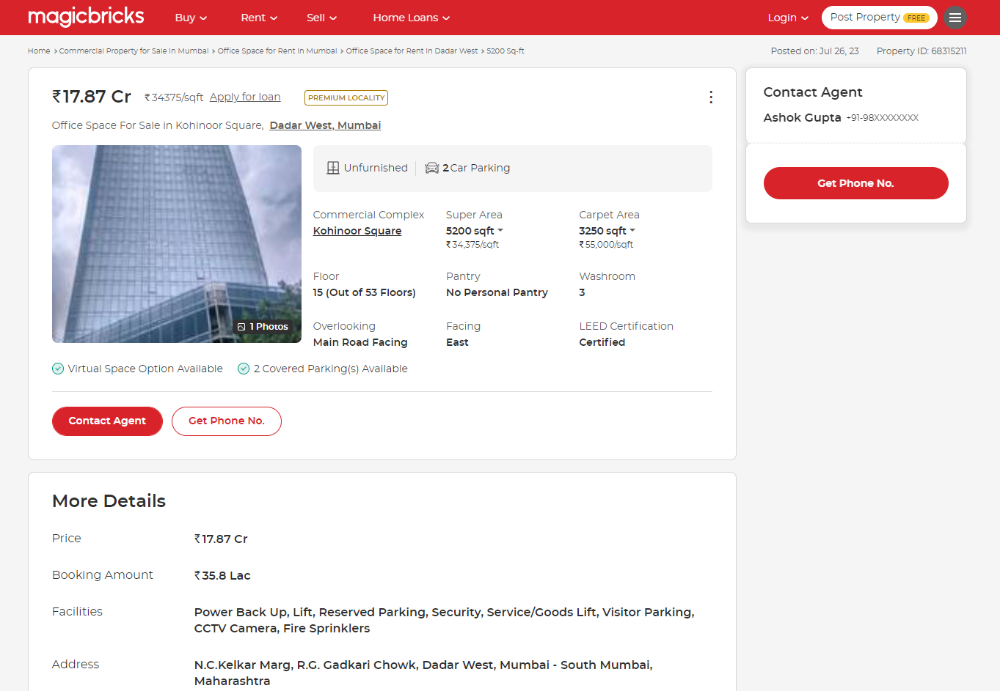 magicbricks
Buy
Rent
Sell
Home Loans
Login
Post Property FREE
Home > Commercial Property for Sale in Mumbai > Office Space for Rent in Mumbai > Office Space for Rent in Dadar West > 5200 Sq-ft
Posted on: Jul 26, 23
Property ID: 68315211
₹17.87 Cr
₹34375/sqft
Apply for loan
PREMIUM LOCALITY
Office Space For Sale in Kohinoor Square, Dadar West, Mumbai
1 Photos
Unfurnished
2 Car Parking
Commercial Complex
Kohinoor Square
Super Area
5200 sqft
₹34,375/sqft
Carpet Area
3250 sqft
₹55,000/sqft
Floor
15 (Out of 53 Floors)
Pantry
No Personal Pantry
Washroom
3
Overlooking
Main Road Facing
Facing
East
LEED Certification
Certified
Virtual Space Option Available
2 Covered Parking(s) Available
Contact Agent
Get Phone No.
Contact Agent
Ashok Gupta +91-98XXXXXXXX
Get Phone No.
More Details
Price
₹17.87 Cr
Booking Amount
₹35.8 Lac
Facilities
Power Back Up, Lift, Reserved Parking, Security, Service/Goods Lift, Visitor Parking,
CCTV Camera, Fire Sprinklers
Address
N.C.Kelkar Marg, R.G. Gadkari Chowk, Dadar West, Mumbai - South Mumbai,
Maharashtra